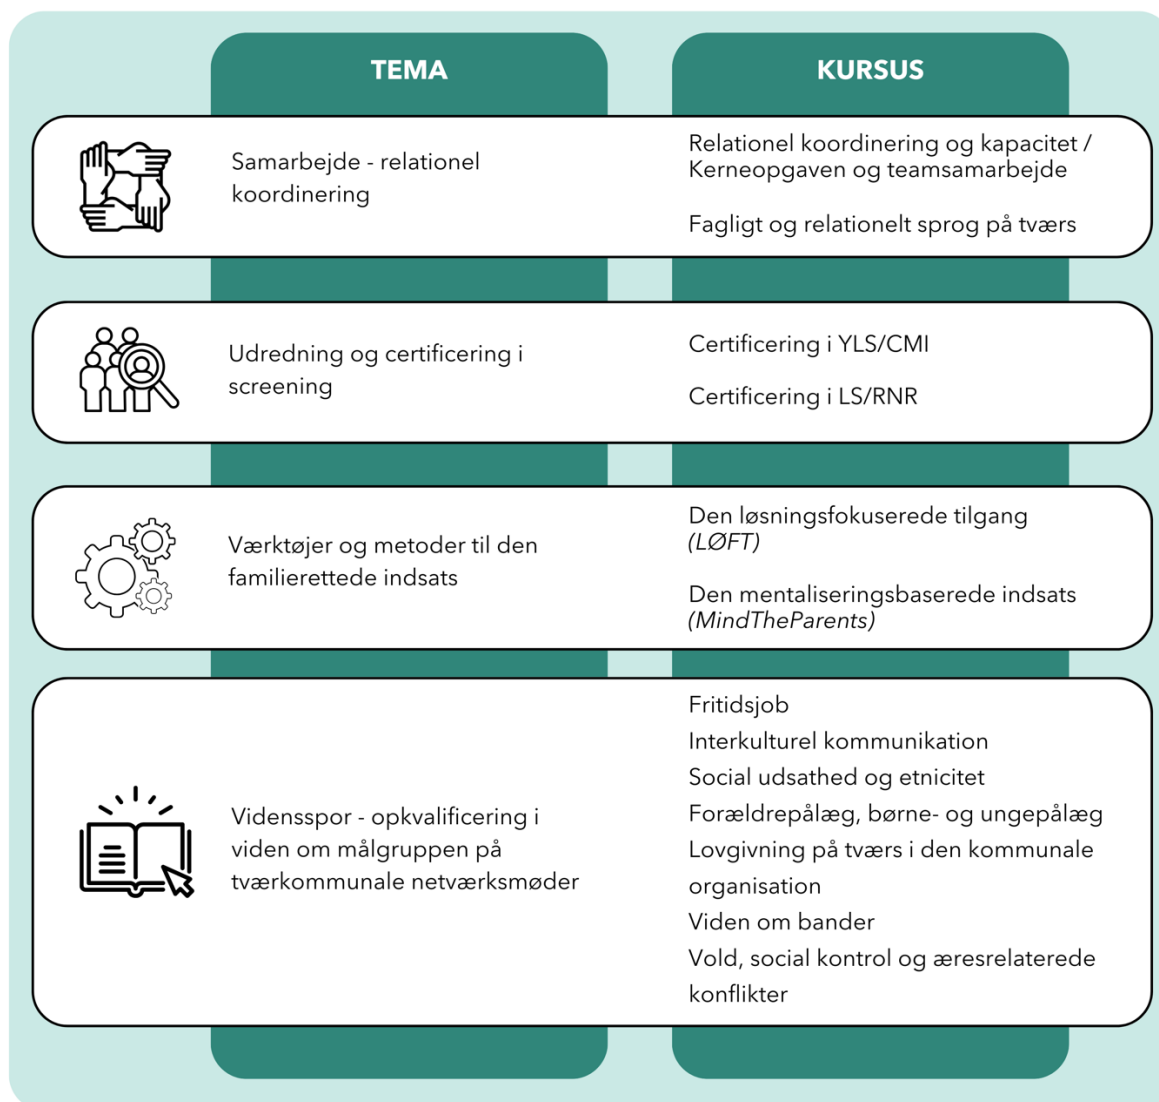 TEMA
KURSUS
Samarbejde - relationel
koordinering
Relationel koordinering og kapacitet /
Kerneopgaven og teamsamarbejde
Fagligt og relationelt sprog på tværs
Udredning og certificering i
screening
Certificering i YLS/CMI
Certificering i LS/RNR
Værktøjer og metoder til den
familierettede indsats
Den løsningsfokuserede tilgang
(LØFT)
Den mentaliseringsbaserede indsats
(MindTheParents)
Vidensspor - opkvalificering i
viden om målgruppen på
tværkommunale netværksmøder
Fritidsjob
Interkulturel kommunikation
Social udsathed og etnicitet
Forældrepålæg, børne- og ungepålæg
Lovgivning på tværs i den kommunale
organisation
Viden om bander
Vold, social kontrol og æresrelaterede
konflikter